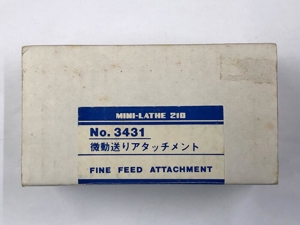 MINI-LATHE 210
No. 3431
微動送りアタッチメント
FINE FEED ATTACHMENT